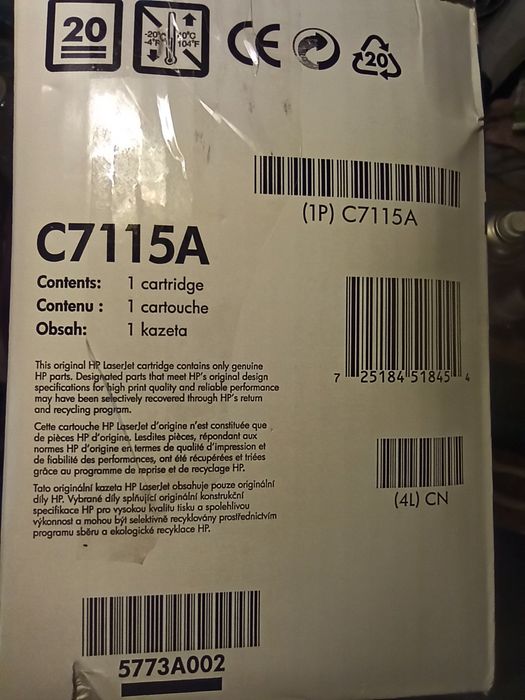 20
-20°C
-4°F
104°F
CE
20
(1P) C7115A
C7115A
Contents: 1 cartridge
Contenu : 1 cartouche
Obsah: 1 kazeta
7 25184 51845 4
This original HP LaserJet cartridge contains only genuine
HP parts. Designated parts that meet HP's original design
specifications for high print quality and reliable performance
may have been selectively recovered through HP's return
and recycling program.
Cette cartouche HP LaserJet d'origine n'est constituée que
de pièces HP d'origine. Lesdites pièces, répondant aux
normes HP d'origine en termes de qualité d'impression et
de fiabilité des performances, ont été récupérées et triées
grâce au programme de reprise et de recyclage HP.
Tato originální kazeta HP LaserJet obsahuje pouze originální
díly HP. Vybrané díly splňující originální konstrukční
specifikace HP pro vysokou kvalitu tisku a spolehlivou
výkonnost a mohou být selektivně recyklovány prostřednictvím
programu sběru a ekologické recyklace HP.
(4L) CN
5773A002